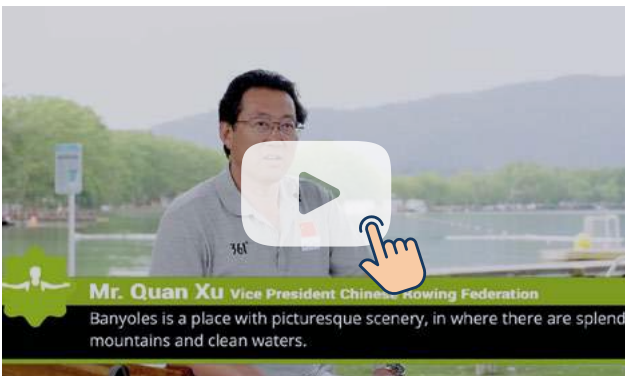 361°
Mr. Quan Xu Vice President Chinese Rowing Federation
Banyoles is a place with picturesque scenery, in where there are splend
mountains and clean waters.